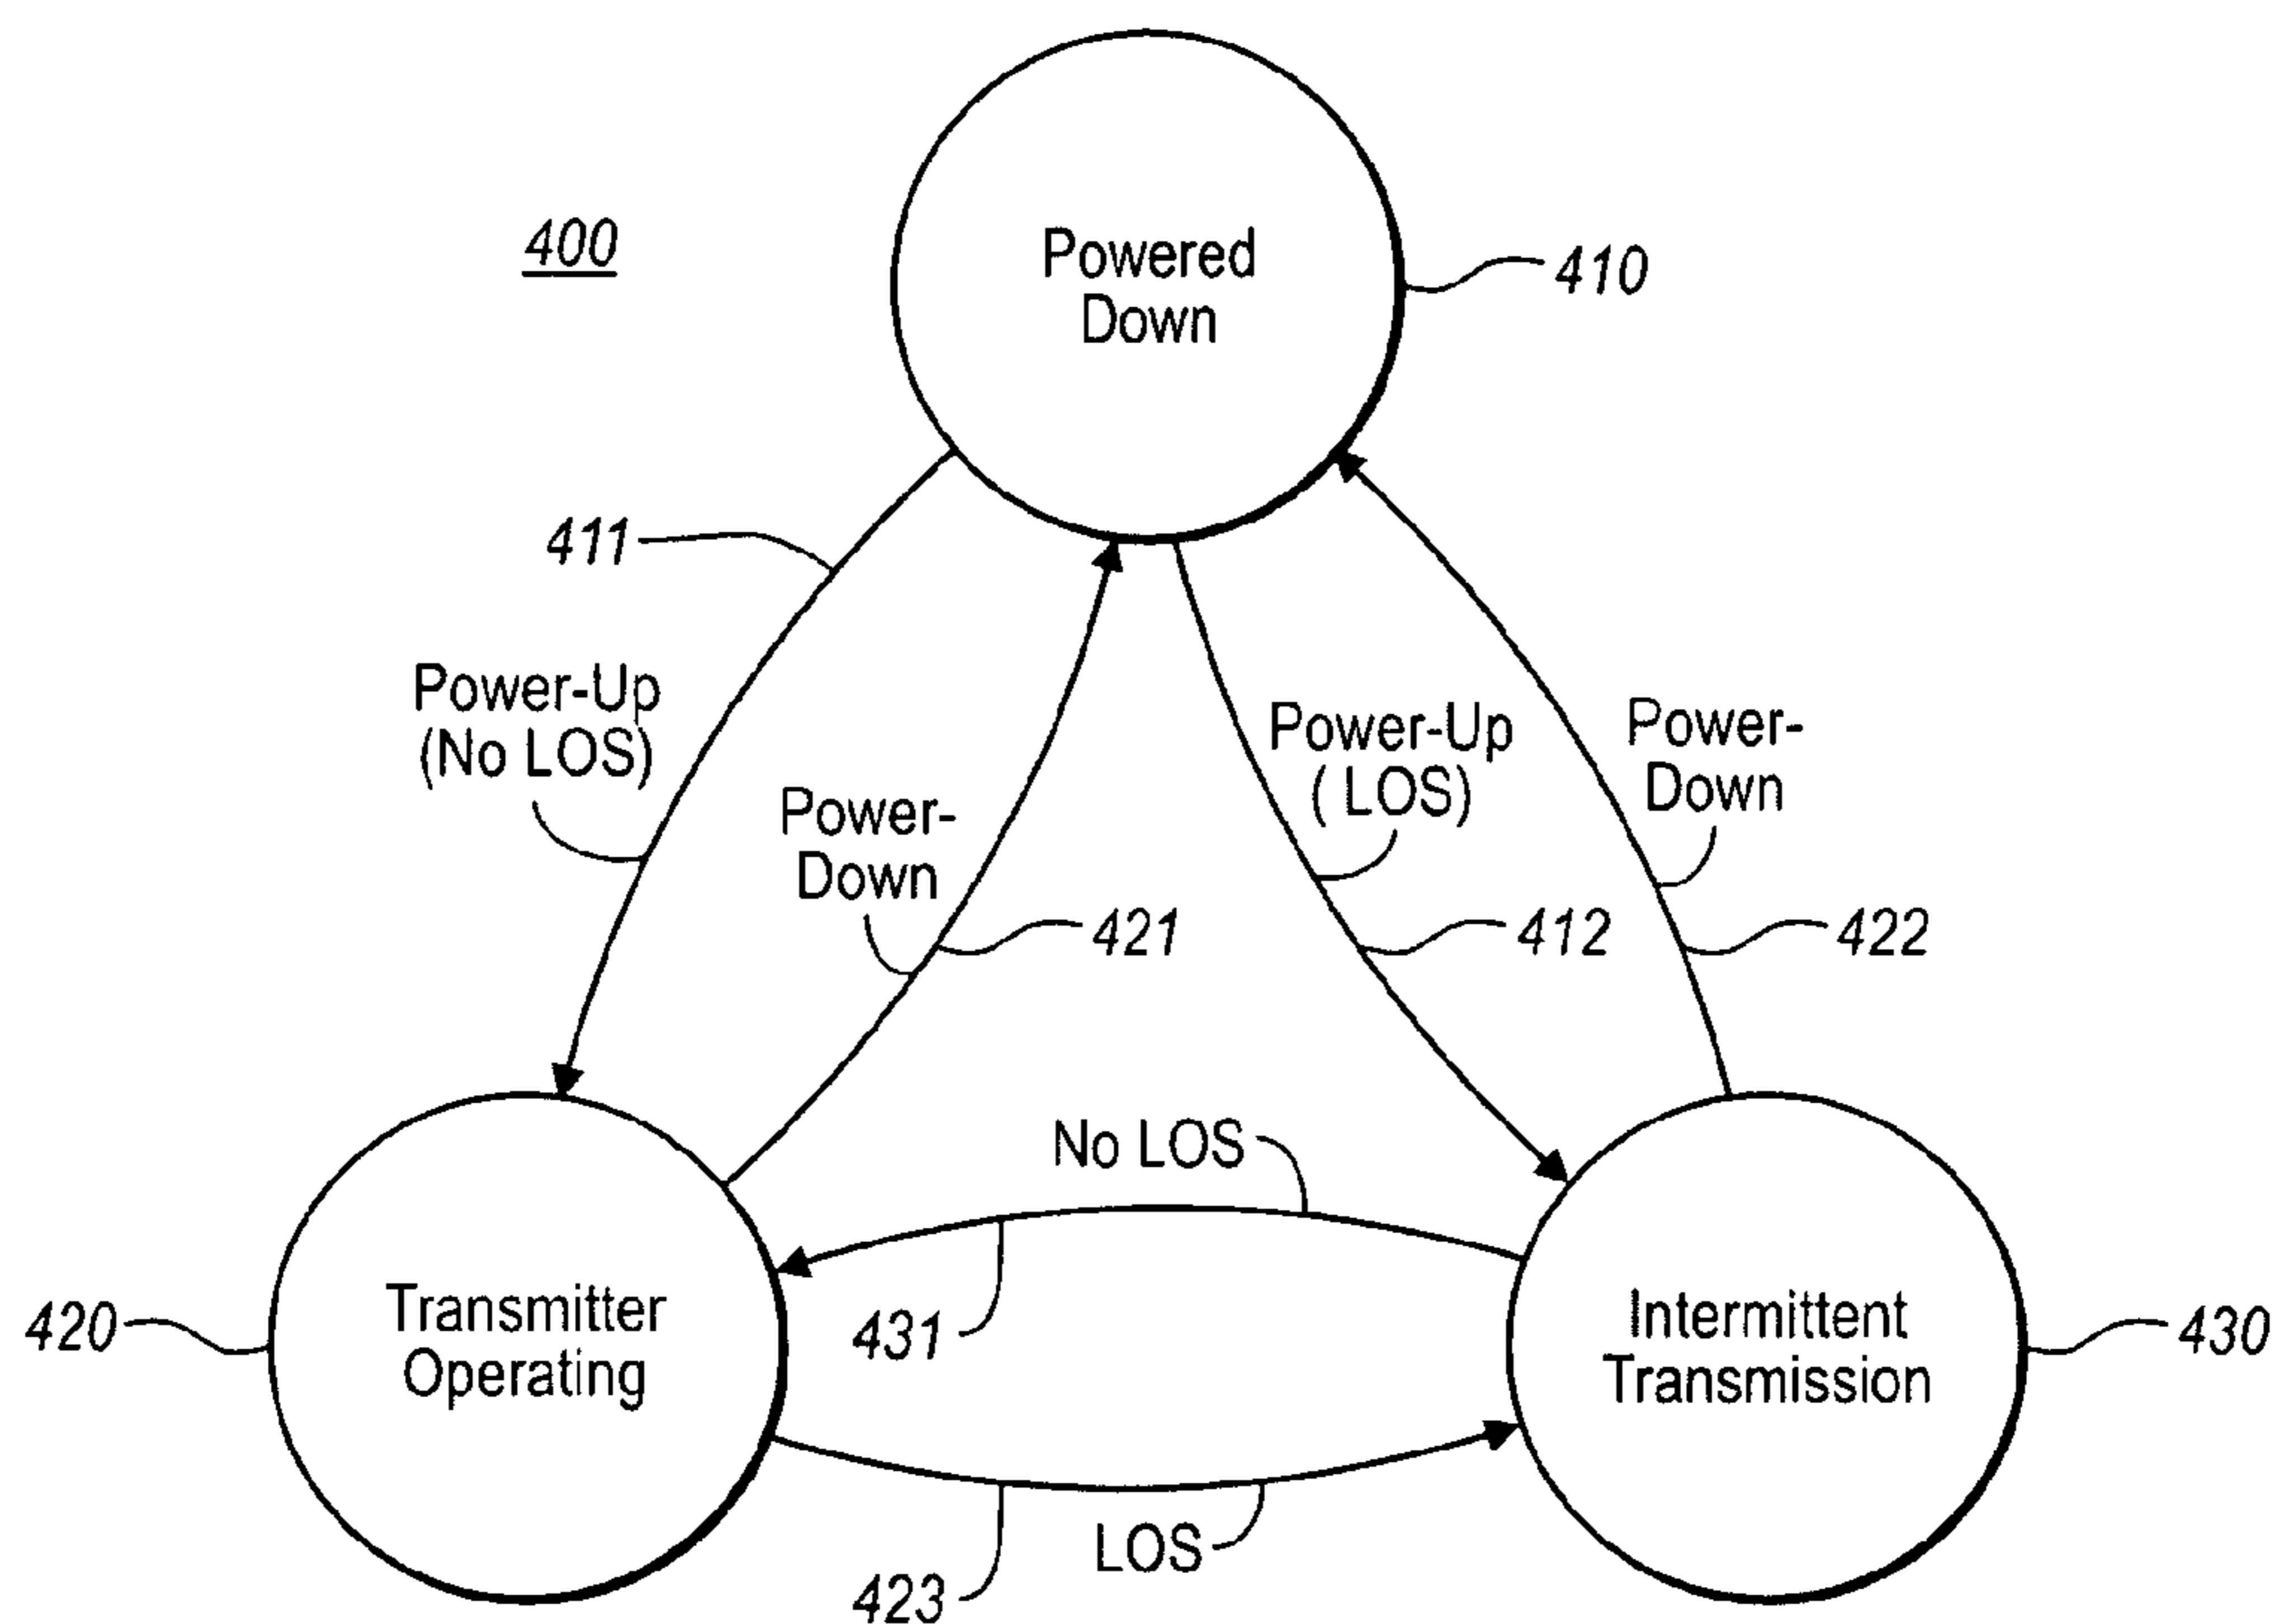 400
Powered
Down
410
411
Power-Up
(No LOS)
Power-
Down
421
Power-Up
( LOS)
412
Power-
Down
422
No LOS
431
420
Transmitter
Operating
Intermittent
Transmission
430
LOS
423